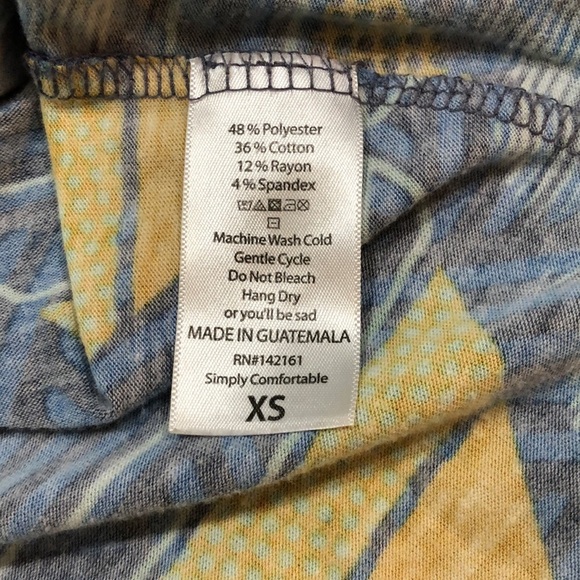 48% Polyester
36% Cotton
12% Rayon
4% Spandex
Machine Wash Cold
Gentle Cycle
Do Not Bleach
Hang Dry
or you'll be sad
MADE IN GUATEMALA
RN#142161
Simply Comfortable
XS